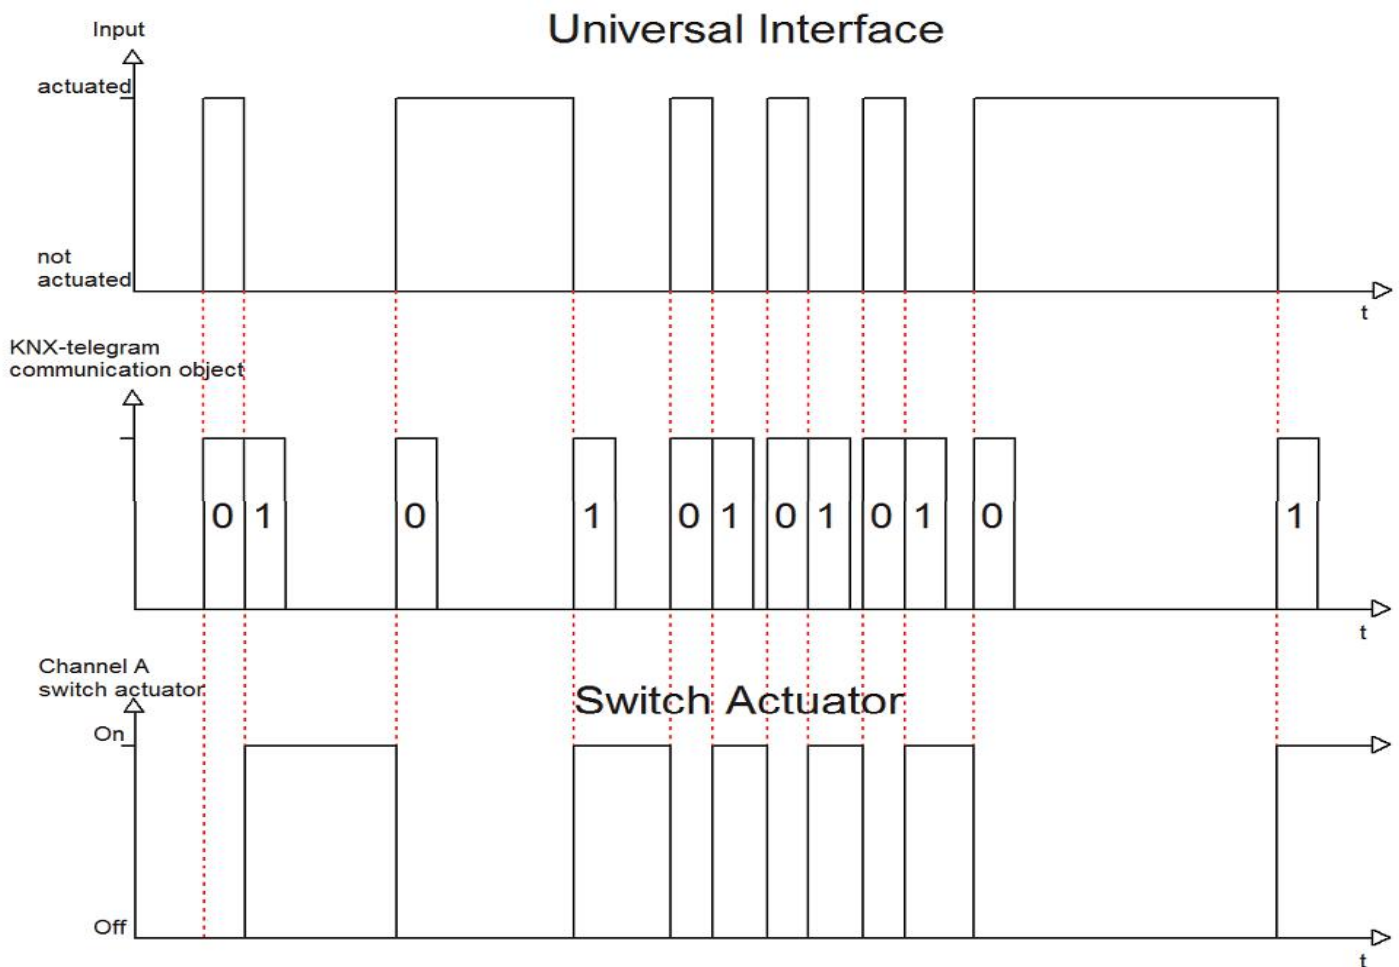 Universal Interface
Input
actuated
not
actuated
t
KNX-telegram
communication object
0 1 0 1 0 1 0 1 0 1 0 1
t
Channel A
switch actuator
Switch Actuator
On
Off
t